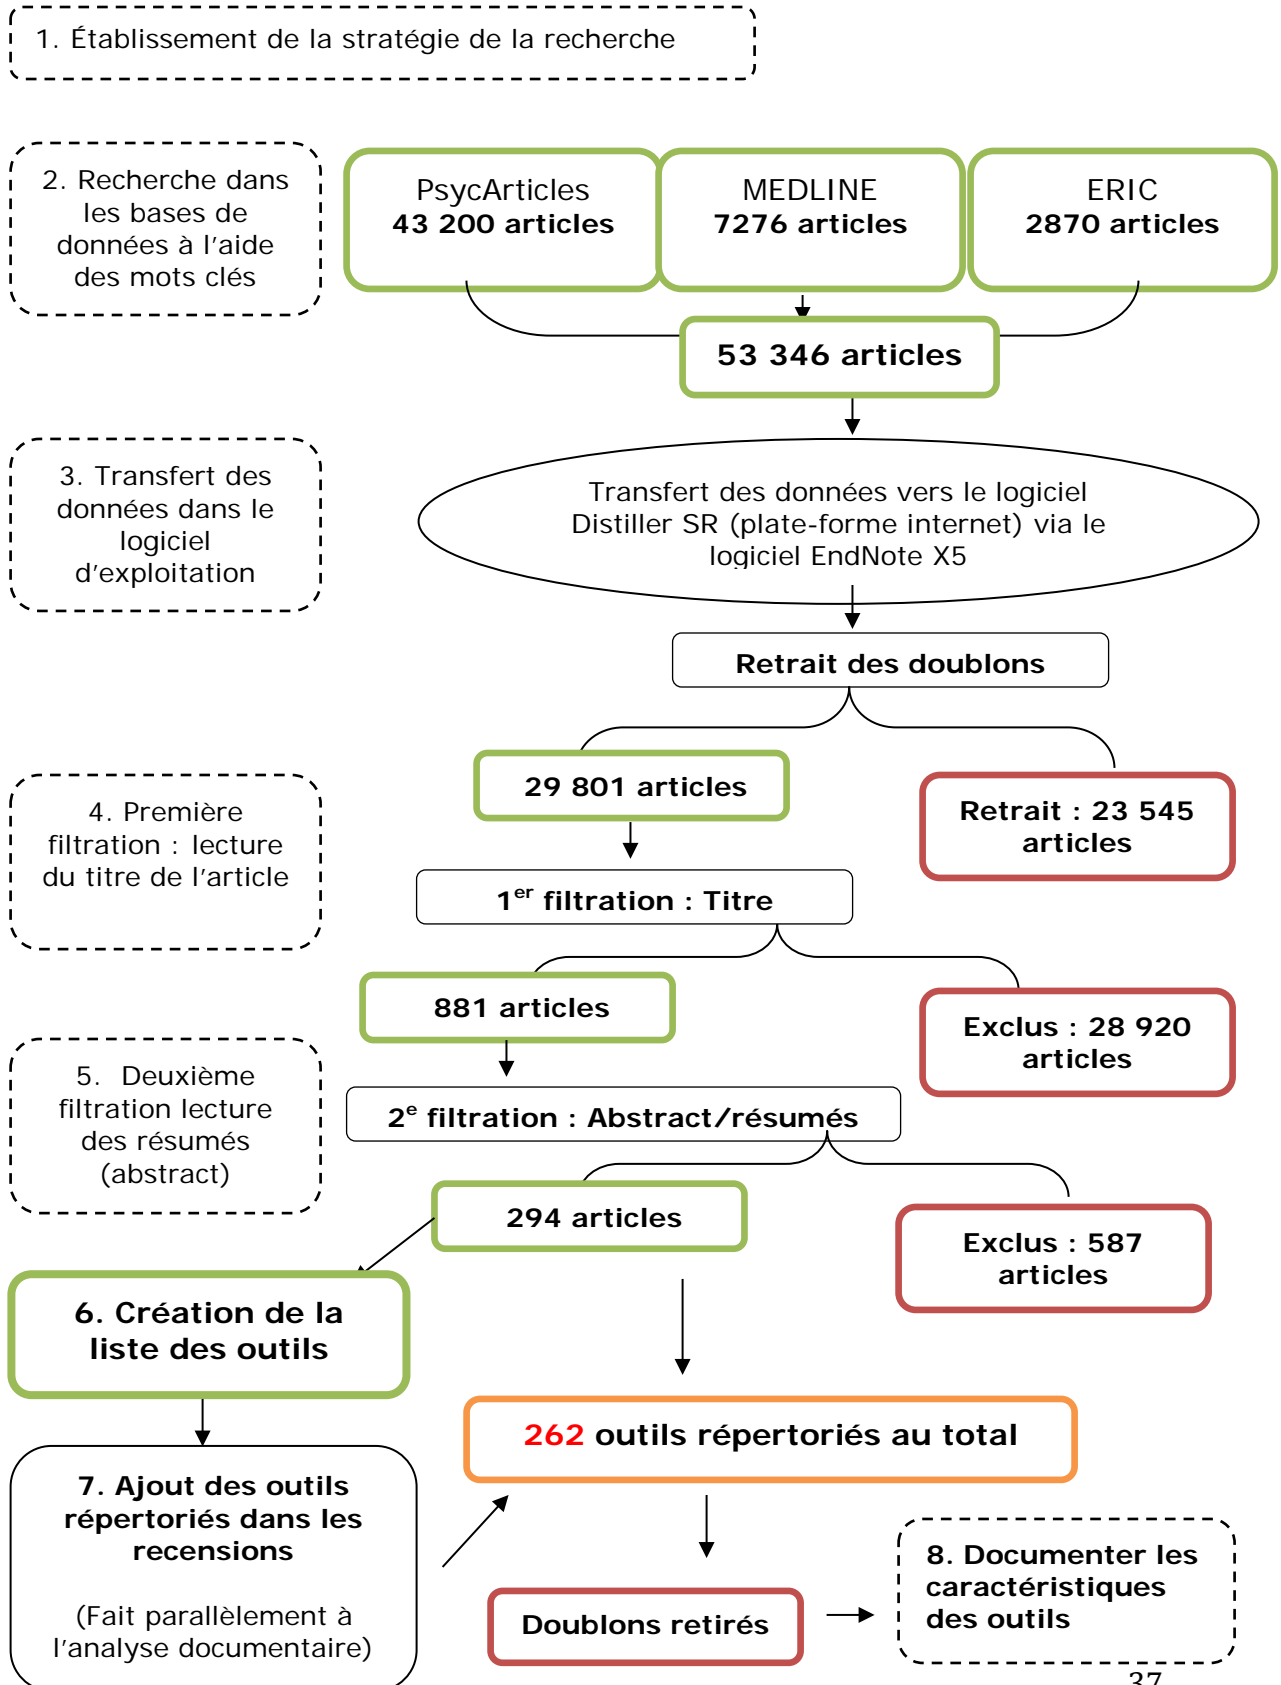 1. Établissement de la stratégie de la recherche
2. Recherche dans
les bases de
données à l'aide
des mots clés
PsycArticles
43 200 articles
MEDLINE
7276 articles
ERIC
2870 articles
53 346 articles
3. Transfert des
données dans le
logiciel
d'exploitation
Transfert des données vers le logiciel
Distiller SR (plate-forme internet) via le
logiciel EndNote X5
Retrait des doublons
29 801 articles
Retrait : 23 545
articles
4. Première
filtration : lecture
du titre de l'article
1er filtration : Titre
881 articles
Exclus : 28 920
articles
5. Deuxième
filtration lecture
des résumés
(abstract)
2e filtration : Abstract/résumés
294 articles
Exclus : 587
articles
6. Création de la
liste des outils
262 outils répertoriés au total
7. Ajout des outils
répertoriés dans les
recensions
(Fait parallèlement à
l'analyse documentaire)
Doublons retirés
8. Documenter les
caractéristiques
des outils
37